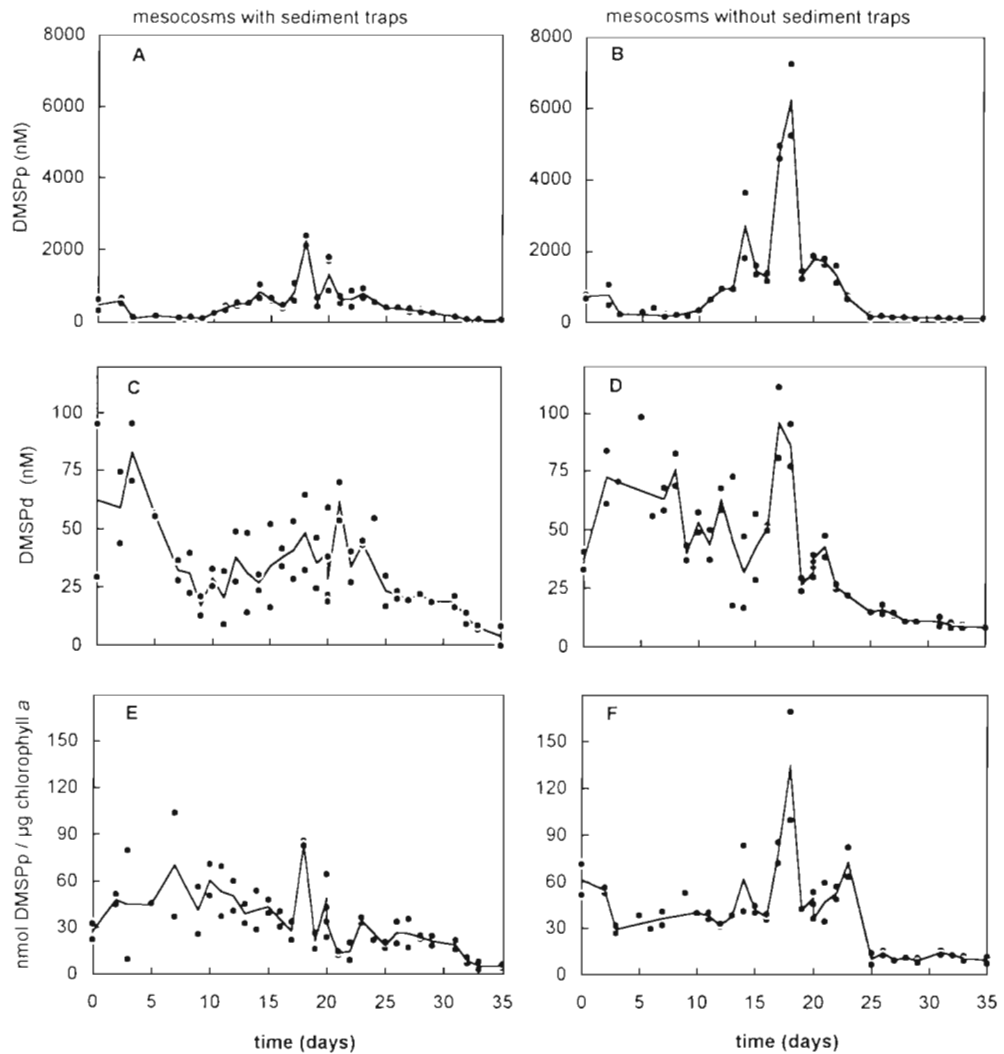 mesocosms with sediment traps
mesocosms without sediment traps
A
B
8000
6000
4000
2000
0
DMSPp (nM)
8000
6000
4000
2000
0
C
D
100
75
50
25
0
DMSPd (nM)
100
75
50
25
0
E
F
150
120
90
60
30
0
nmol DMSPp / µg chlorophyll a
150
120
90
60
30
0
0 5 10 15 20 25 30 35
0 5 10 15 20 25 30 35
time (days)
time (days)